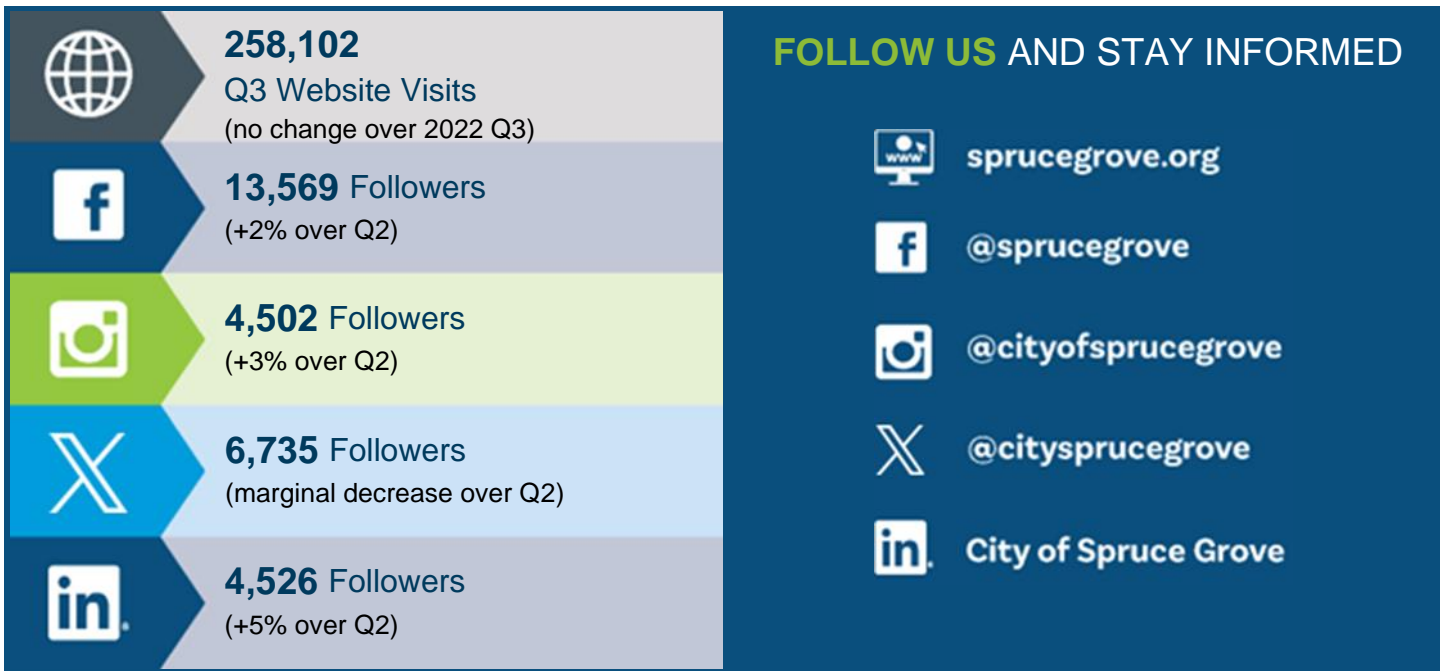 258,102
Q3 Website Visits
(no change over 2022 Q3)
13,569 Followers
(+2% over Q2)
4,502 Followers
(+3% over Q2)
6,735 Followers
(marginal decrease over Q2)
in.
4,526 Followers
(+5% over Q2)
FOLLOW US AND STAY INFORMED
www
sprucegrove.org
f
@sprucegrove
@cityofsprucegrove
X
@citysprucegrove
in.
City of Spruce Grove